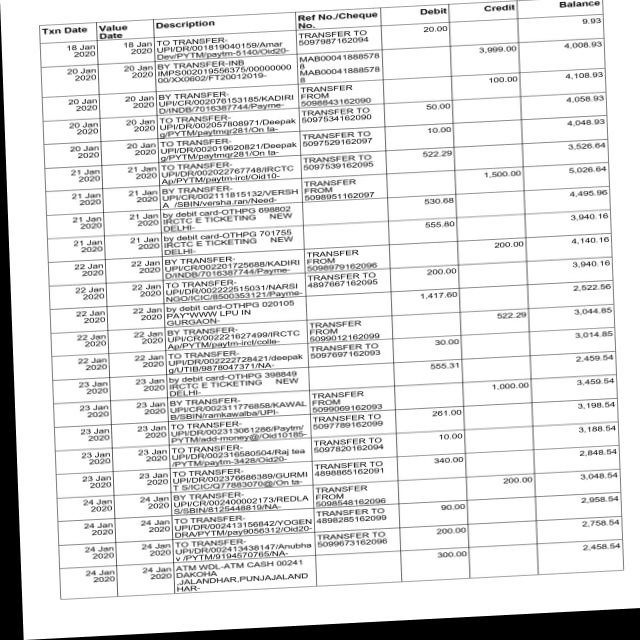 Txn Date Value Date Description Ref No./Cheque No. Debit Credit Balance
18 Jan 2020 18 Jan 2020 TO TRANSFER-UPI/DR/001819040159/Amar Dev/PYTM/paytm-5140/Oid20- TRANSFER TO 5097987162094 20.00 9.93
20 Jan 2020 20 Jan 2020 BY TRANSFER-INB IMPS002019556375/0000000000/XX0602/FT20012019- MAB000418885788 MAB000418885788 3,999.00 4,008.93
20 Jan 2020 20 Jan 2020 BY TRANSFER-UPI/CR/002076153185/KADIRI D/INDB/7016387744/Payme- TRANSFER FROM 5098843162090 100.00 4,108.93
20 Jan 2020 20 Jan 2020 TO TRANSFER-UPI/DR/002057808971/Deepak g/PYTM/paytmqr281/On ta- TRANSFER TO 5097534162090 50.00 4,058.93
20 Jan 2020 20 Jan 2020 TO TRANSFER-UPI/DR/002019620821/Deepak g/PYTM/paytmqr281/On ta- TRANSFER TO 5097529162097 10.00 4,048.93
21 Jan 2020 21 Jan 2020 TO TRANSFER-UPI/DR/002022767748/IRCTC Ap/PYTM/paytm-irct/Oid10- TRANSFER TO 5097539162095 522.29 3,526.64
21 Jan 2020 21 Jan 2020 BY TRANSFER-UPI/CR/002111815132/VERSHA /SBIN/versha.ran/Need- TRANSFER FROM 5098951162097 1,500.00 5,026.64
21 Jan 2020 21 Jan 2020 by debit card-OTHPG 698802 IRCTC E TICKETING NEW DELHI- 530.68 4,495.96
21 Jan 2020 21 Jan 2020 by debit card-OTHPG 701755 IRCTC E TICKETING NEW DELHI- 555.80 3,940.16
22 Jan 2020 22 Jan 2020 BY TRANSFER-UPI/CR/002201725688/KADIRI D/INDB/7016387744/Payme- TRANSFER FROM 5098979162096 200.00 4,140.16
22 Jan 2020 22 Jan 2020 TO TRANSFER-UPI/DR/002222515031/NARSI NGO/ICIC/8500353121/Payme- TRANSFER TO 4897667162095 200.00 3,940.16
22 Jan 2020 22 Jan 2020 by debit card-OTHPG 020105 PAY*WWW LPU IN GURGAON- 1,417.60 2,522.56
22 Jan 2020 22 Jan 2020 BY TRANSFER-UPI/CR/002221627499/IRCTC Ap/PYTM/paytm-irct/colle- TRANSFER FROM 5099012162099 522.29 3,044.85
22 Jan 2020 22 Jan 2020 TO TRANSFER-UPI/DR/002222728421/deepak g/UTIB/9878047371/NA- TRANSFER TO 5097697162093 30.00 3,014.85
23 Jan 2020 23 Jan 2020 by debit card-OTHPG 398849 IRCTC E TICKETING NEW DELHI- 555.31 2,459.54
23 Jan 2020 23 Jan 2020 BY TRANSFER-UPI/CR/002311776858/KAWAL B/SBIN/ramkawalba/UPI- TRANSFER FROM 5099069162093 1,000.00 3,459.54
23 Jan 2020 23 Jan 2020 TO TRANSFER-UPI/DR/002313061286/Paytm/PYTM/add-money@/Oid10185- TRANSFER TO 5097789162099 261.00 3,198.54
23 Jan 2020 23 Jan 2020 TO TRANSFER-UPI/DR/002316580504/Raj tea /PYTM/paytm-3428/Oid20- TRANSFER TO 5097820162094 10.00 3,188.54
23 Jan 2020 23 Jan 2020 TO TRANSFER-UPI/DR/002376686389/GURMIT S/ICIC/Q77883070@/On ta- TRANSFER TO 4898865162091 340.00 2,848.54
24 Jan 2020 24 Jan 2020 BY TRANSFER-UPI/CR/002400002173/REDLA S/SBIN/8125448819/NA- TRANSFER FROM 5098548162096 200.00 3,048.54
24 Jan 2020 24 Jan 2020 TO TRANSFER-UPI/DR/002413156842/YOGEN DRA/PYTM/pay9056312/Oid20- TRANSFER TO 4898285162099 90.00 2,958.54
24 Jan 2020 24 Jan 2020 TO TRANSFER-UPI/DR/002413438147/Anubhav /PYTM/9194570765/NA- TRANSFER TO 5099673162096 200.00 2,758.54
24 Jan 2020 24 Jan 2020 ATM WDL-ATM CASH 00241 DAKOHA ,JALANDHAR,PUNJAJALANDHAR- 300.00 2,458.54